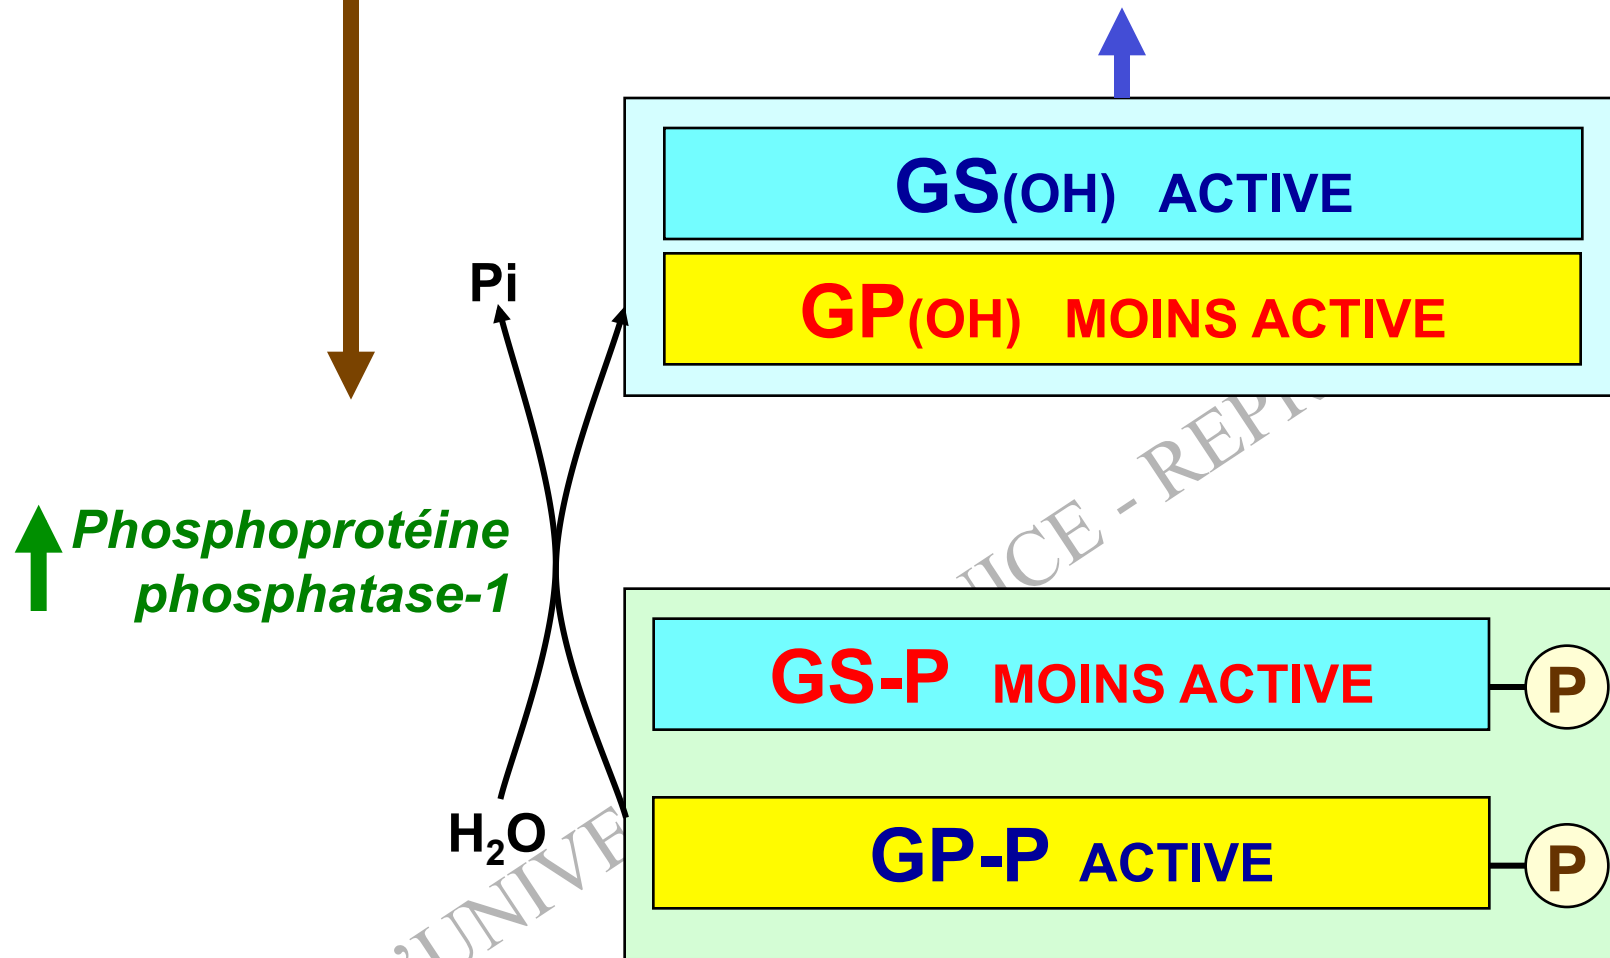 GS(OH) ACTIVE
Pi
GP(OH) MOINS ACTIVE
Phosphoprotéine
phosphatase-1
GS-P MOINS ACTIVE
P
H₂O
GP-P ACTIVE
P